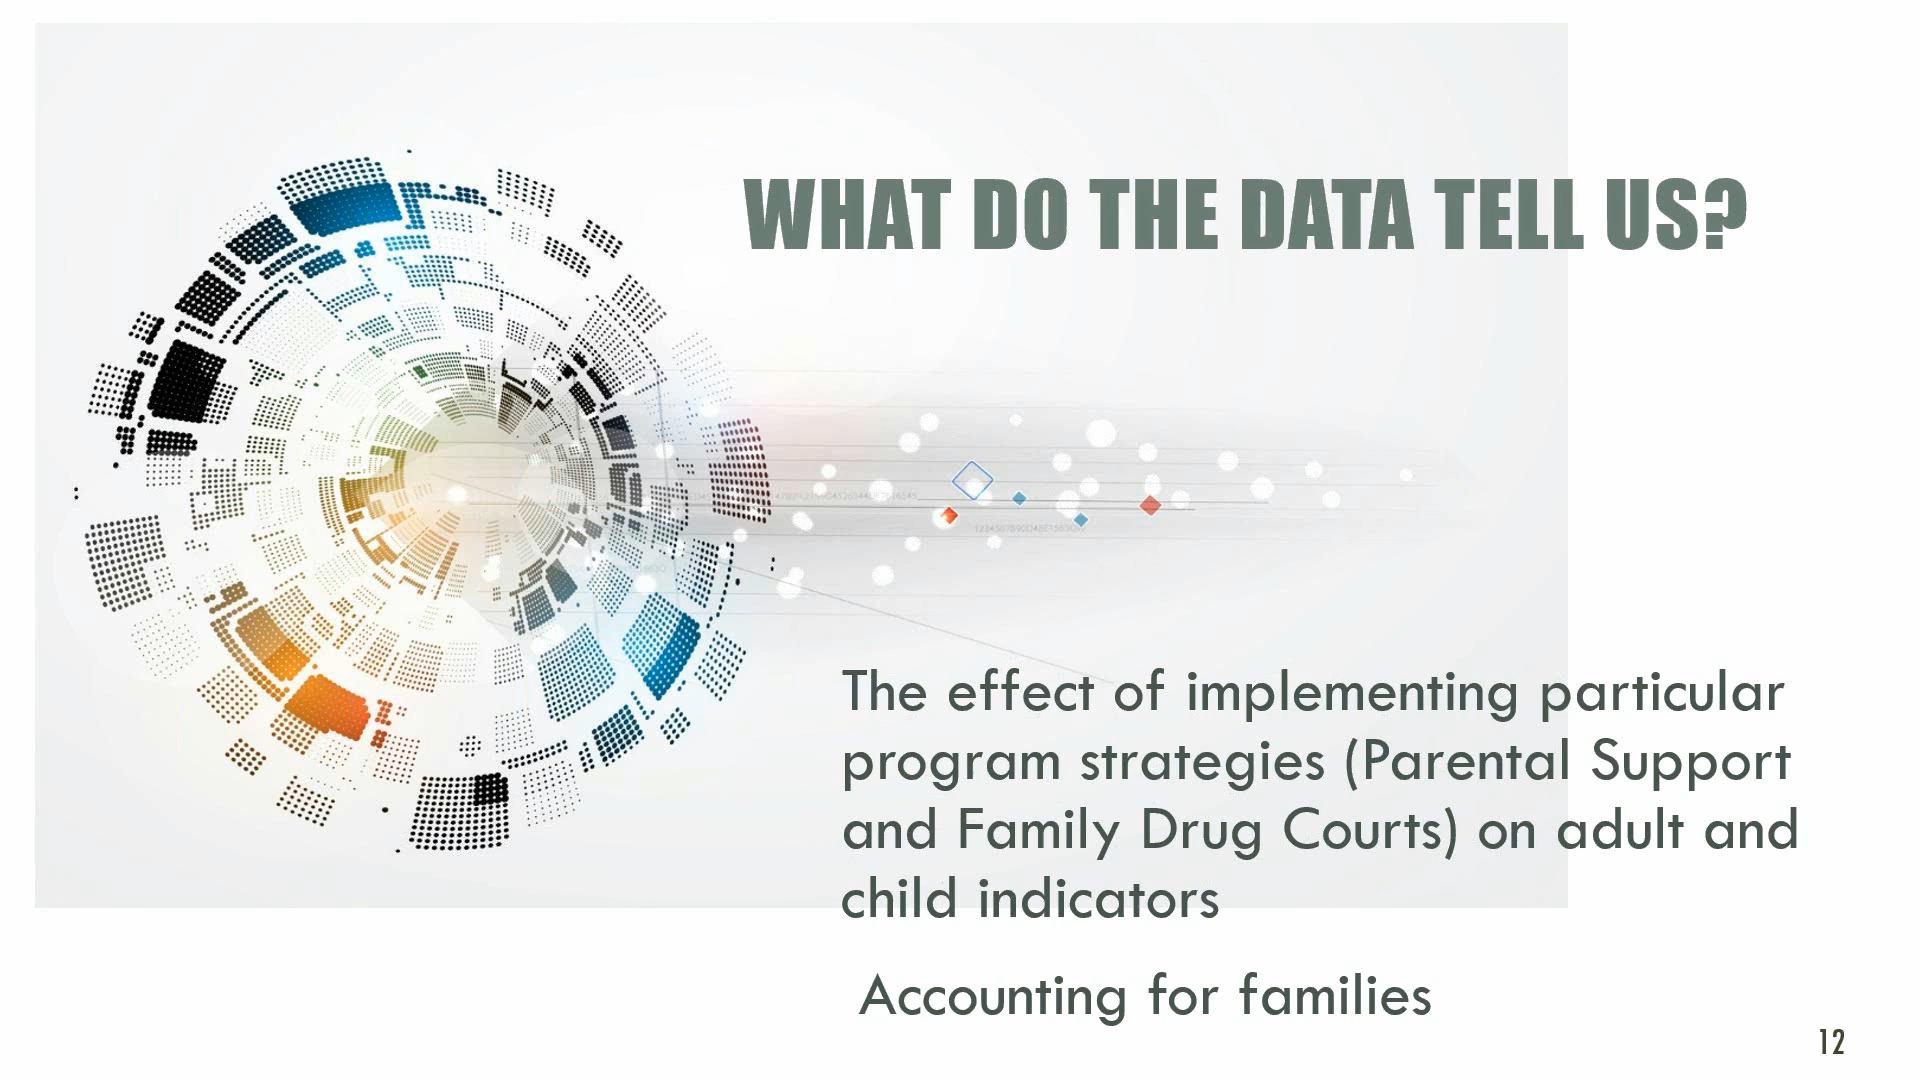 WHAT DO THE DATA TELL US?
The effect of implementing particular
program strategies (Parental Support
and Family Drug Courts) on adult and
child indicators
Accounting for families
12